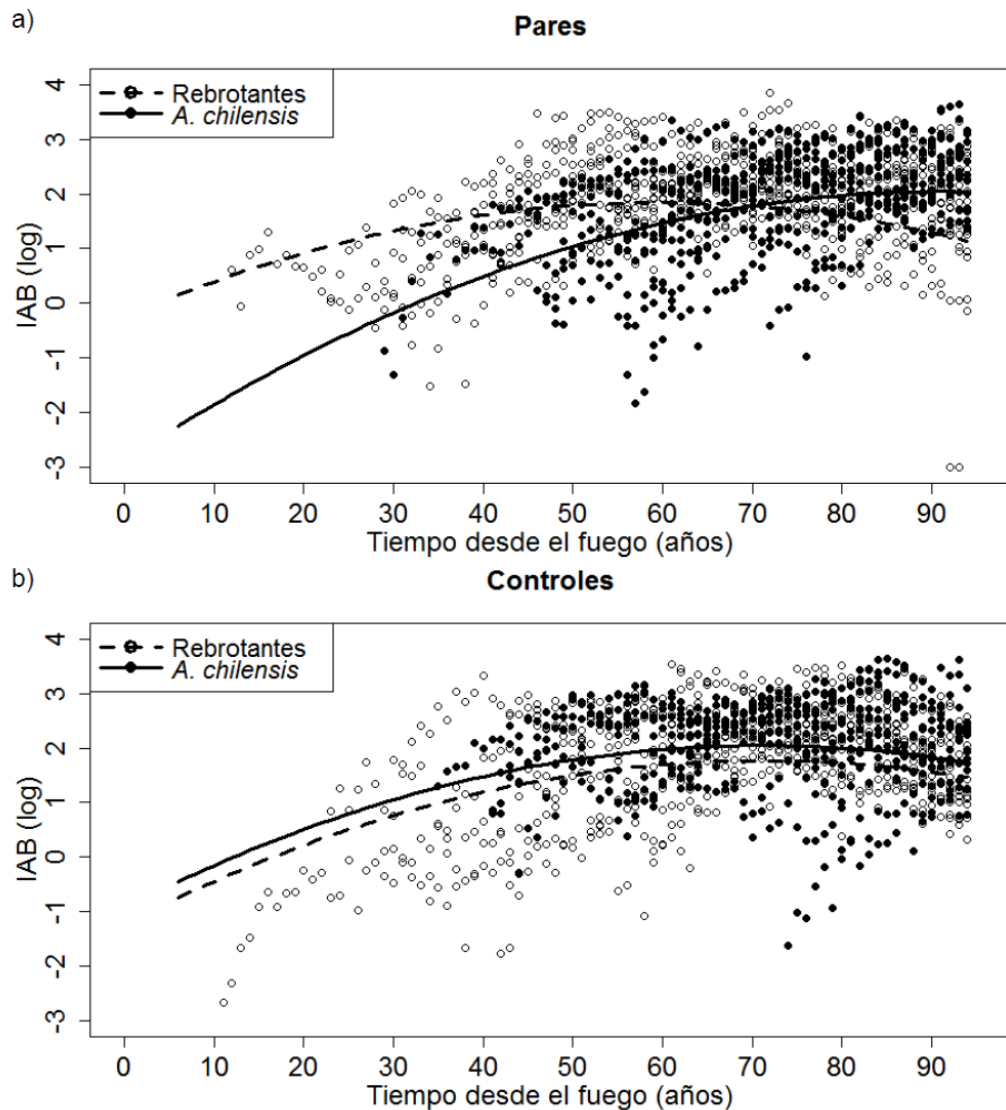 a)
Pares
Rebrotantes
A. chilensis
IAB (log)
4
3
2
1
0
-1
-2
-3
0 10 20 30 40 50 60 70 80 90
Tiempo desde el fuego (años)
b)
Controles
Rebrotantes
A. chilensis
IAB (log)
4
3
2
1
0
-1
-2
-3
0 10 20 30 40 50 60 70 80 90
Tiempo desde el fuego (años)